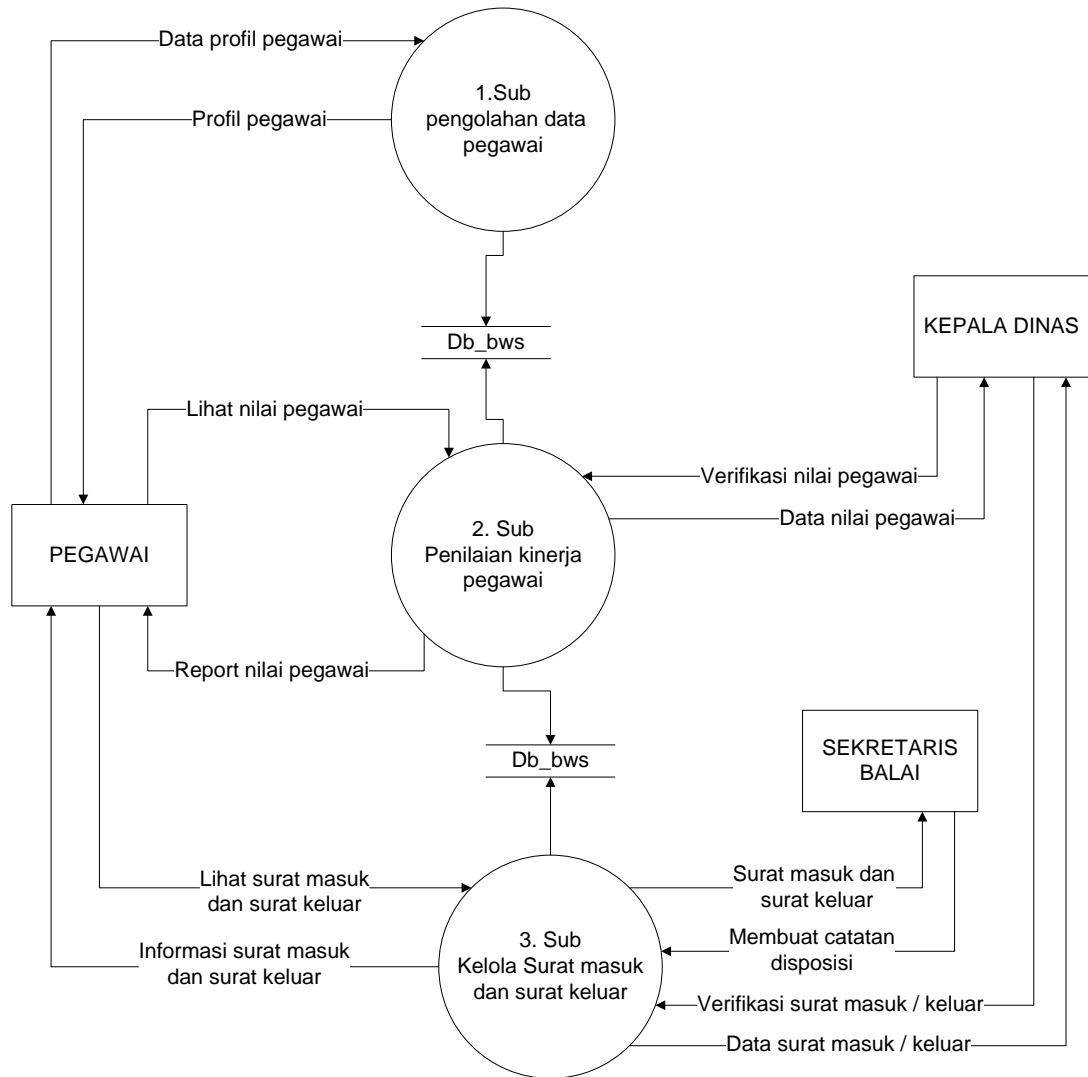 Data profil pegawai
Profil pegawai
1.Sub
pengolahan data
pegawai
Db_bws
KEPALA DINAS
Lihat nilai pegawai
Verifikasi nilai pegawai
Data nilai pegawai
2. Sub
Penilaian kinerja
pegawai
PEGAWAI
Report nilai pegawai
Db_bws
SEKRETARIS
BALAI
Lihat surat masuk
dan surat keluar
Surat masuk dan
surat keluar
Informasi surat masuk
dan surat keluar
3. Sub
Kelola Surat masuk
dan surat keluar
Membuat catatan
disposisi
Verifikasi surat masuk / keluar
Data surat masuk / keluar